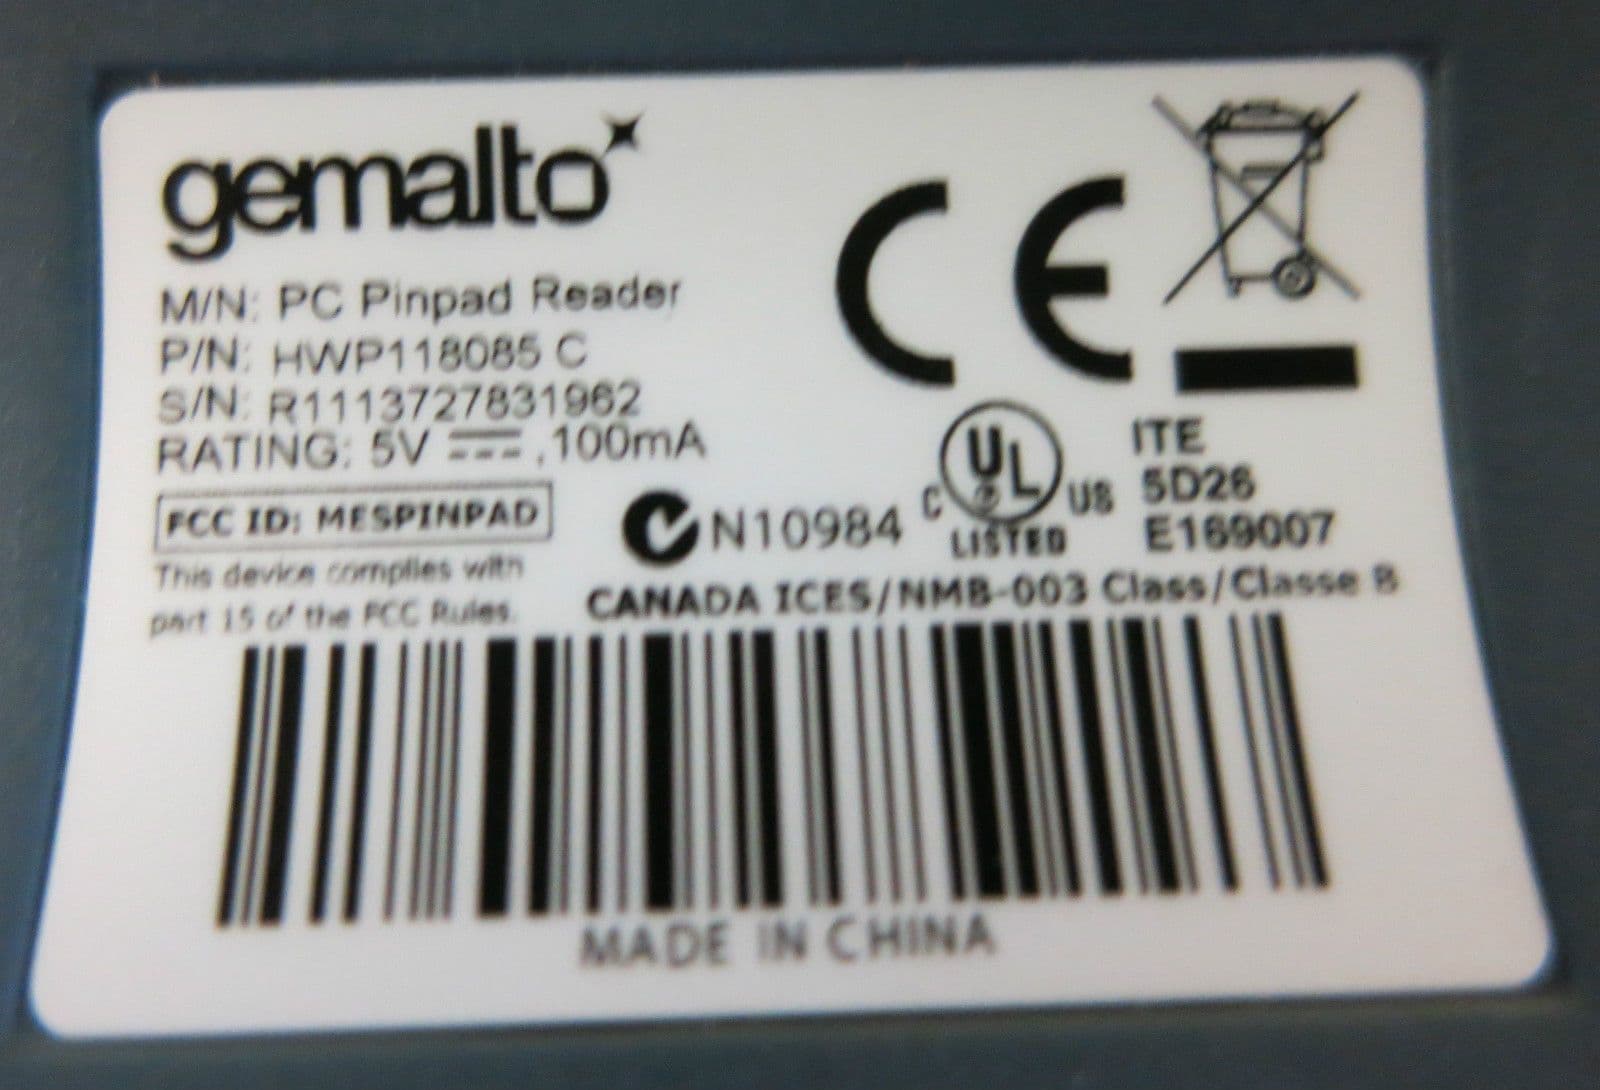 gemalto
M/N: PC Pinpad Reader
P/N: HWP118085 C
S/N: R1113727831962
RATING: 5V ⎓ , 100mA
FCC ID: MESPINPAD
This device complies with
part 15 of the FCC Rules.
CE
N10984
C UL US
LISTED
ITE
5D26
E169007
CANADA ICES/NMB-003 Class/Classe B
MADE IN CHINA